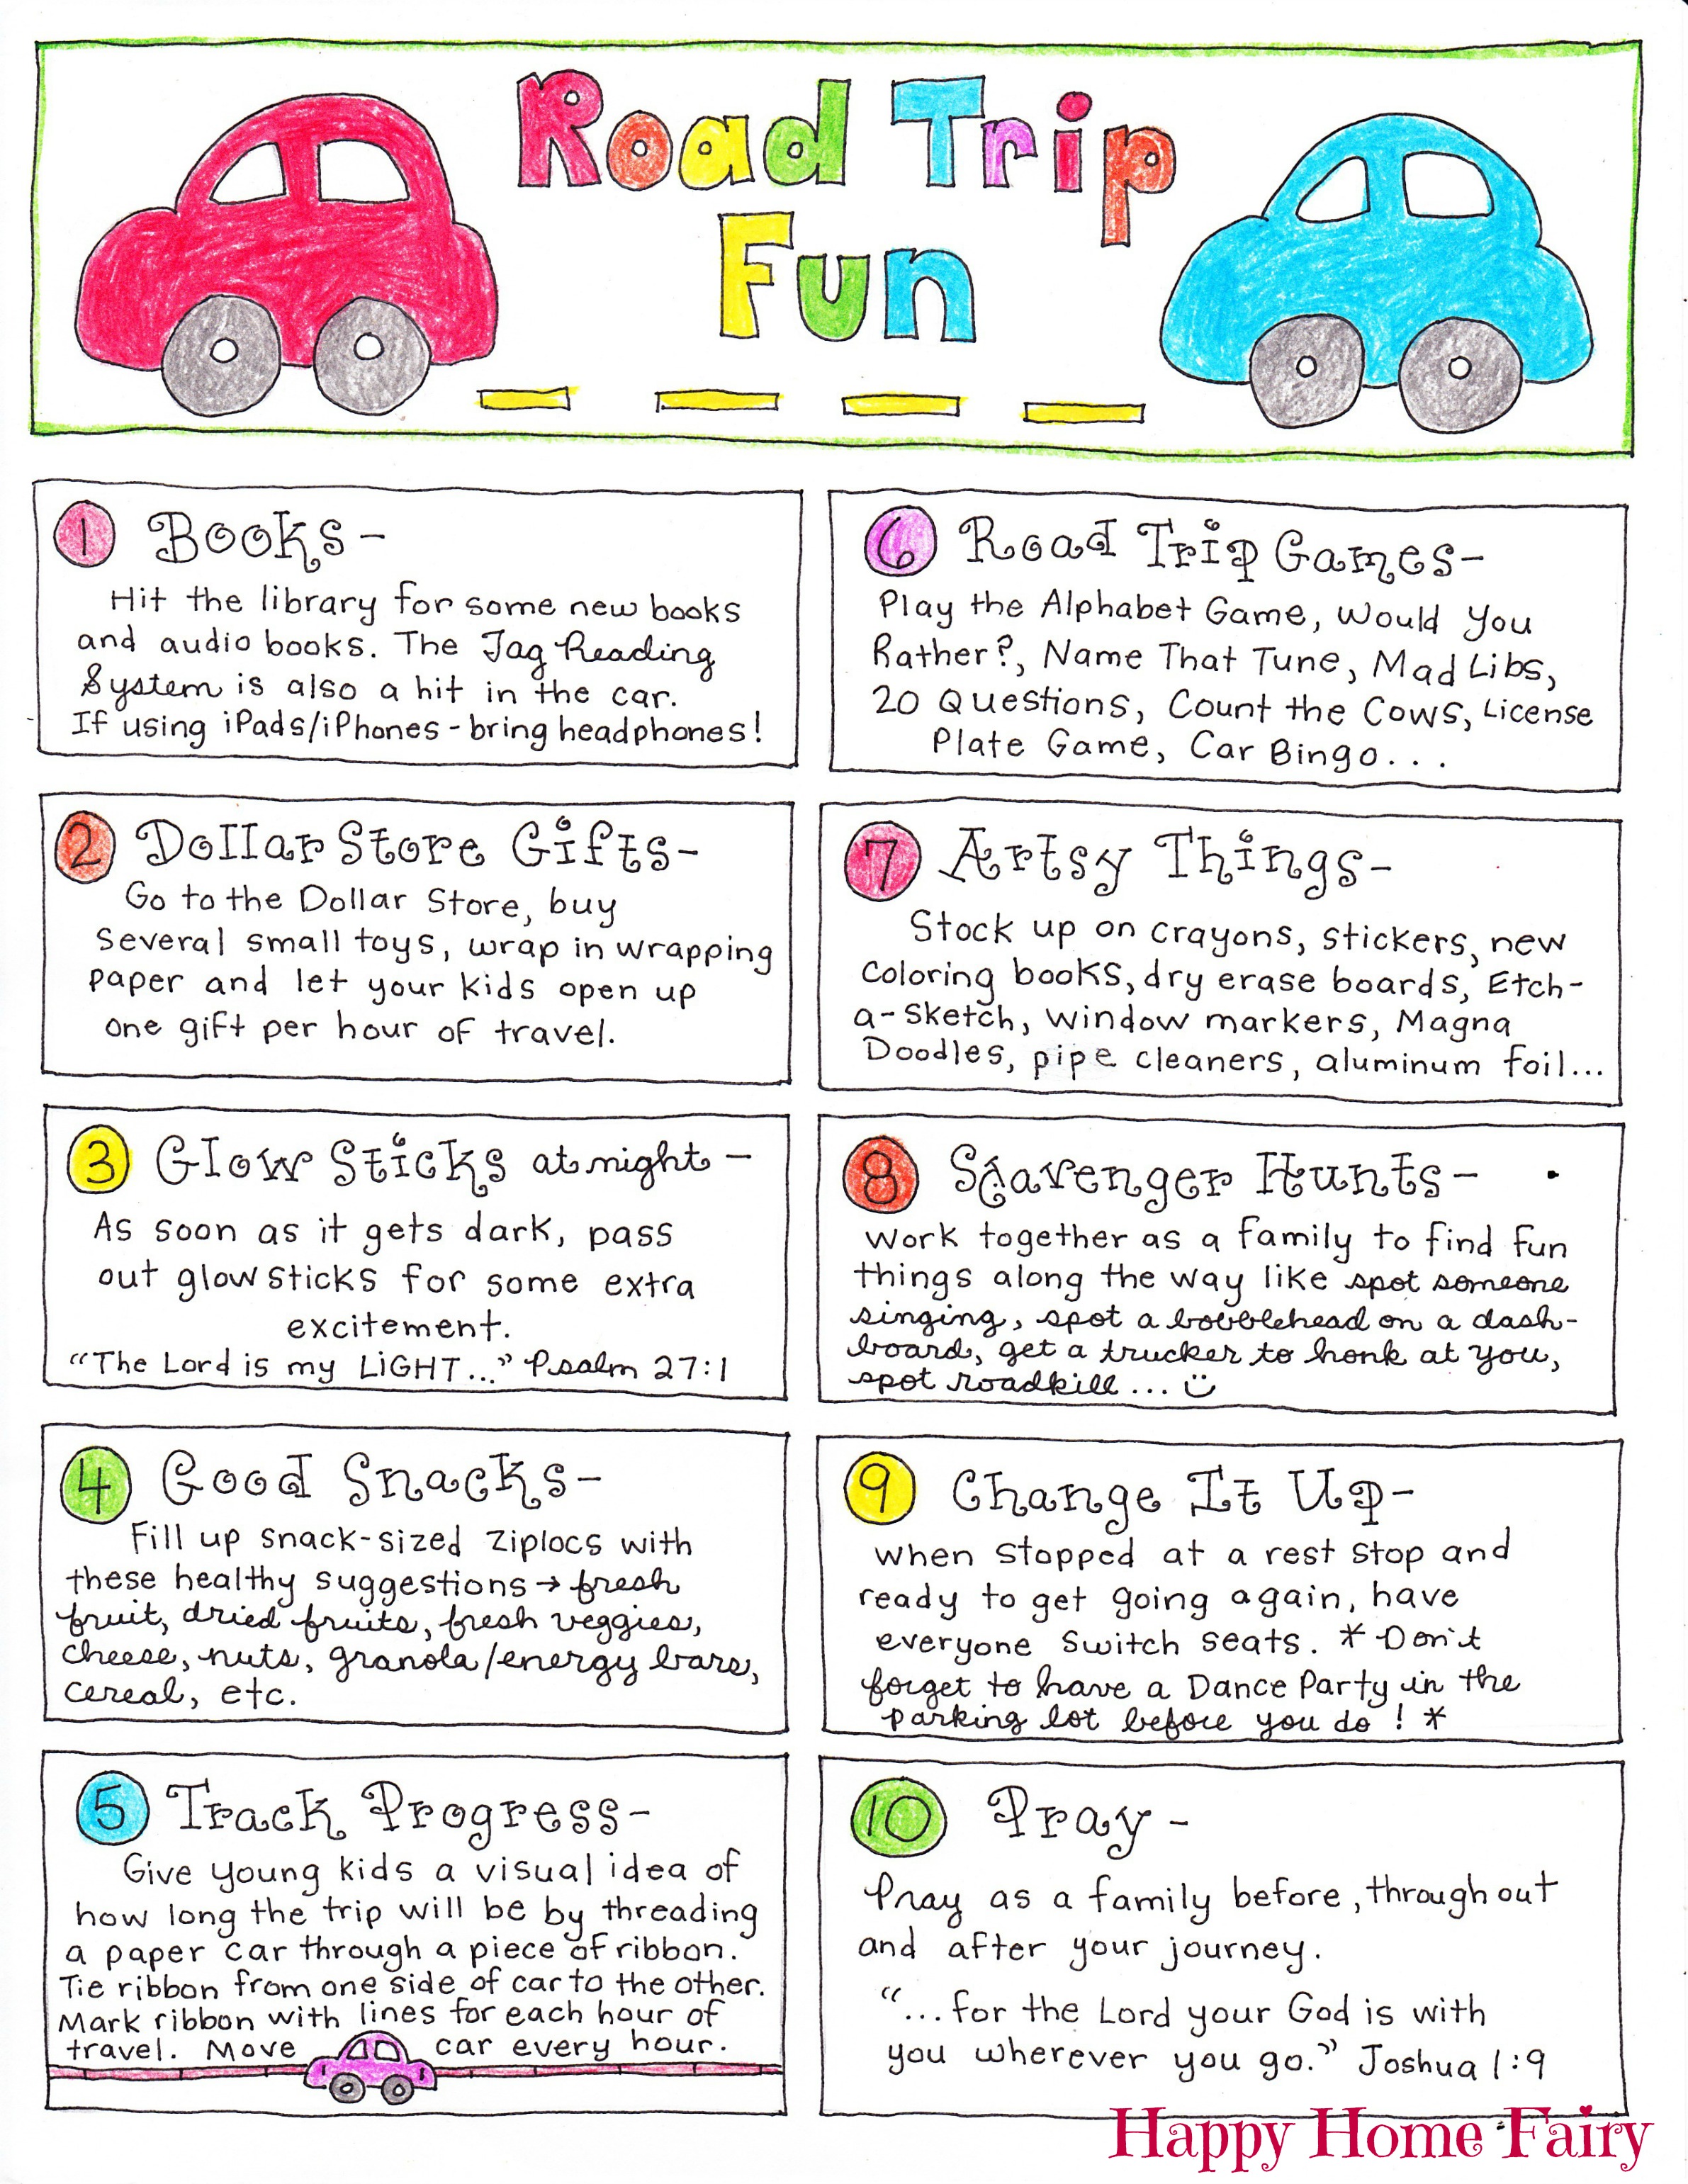 Road Trip
Fun
1 Books-
Hit the library for some new books
and audio books. The Tag Reading
System is also a hit in the car.
If using iPads/iPhones - bring headphones!
2 Dollar Store Gifts-
Go to the Dollar Store, buy
several small toys, wrap in wrapping
paper and let your kids open up
one gift per hour of travel.
3 Glow Sticks at night -
As soon as it gets dark, pass
out glow sticks for some extra
excitement.
"The Lord is my LIGHT..." Psalm 27:1
4 Good Snacks-
Fill up snack-sized ziplocs with
these healthy suggestions → fresh
fruit, dried fruits, fresh veggies,
cheese, nuts, granola/energy bars,
cereal, etc.
5 Track Progress-
Give young kids a visual idea of
how long the trip will be by threading
a paper car through a piece of ribbon.
Tie ribbon from one side of car to the other.
Mark ribbon with lines for each hour of
travel. Move car every hour.
6 Road Trip Games-
Play the Alphabet Game, Would You
Rather?, Name That Tune, Mad Libs,
20 Questions, Count the Cows, License
Plate Game, Car Bingo...
7 Artsy Things-
Stock up on crayons, stickers, new
coloring books, dry erase boards, Etch-
a-Sketch, window markers, Magna
Doodles, pipe cleaners, aluminum foil...
8 Scavenger Hunts-
Work together as a family to find fun
things along the way like spot someone
singing, spot a bobblehead on a dash-
board, get a trucker to honk at you,
spot roadkill... ☺
9 Change It Up-
When stopped at a rest stop and
ready to get going again, have
everyone switch seats. * Don't
forget to have a Dance Party in the
parking lot before you do! *
10 Pray -
Pray as a family before, throughout
and after your journey.
"...for the Lord your God is with
you wherever you go." Joshua 1:9
Happy Home Fairy